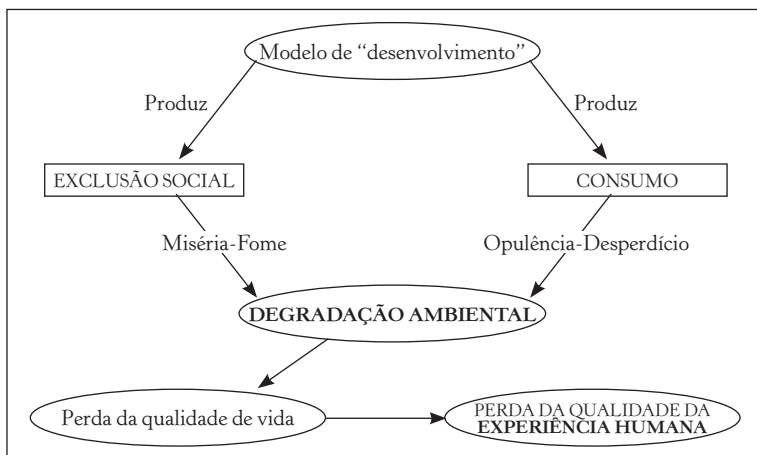 Modelo de “desenvolvimento”
Produz
Produz
EXCLUSÃO SOCIAL
CONSUMO
Miséria-Fome
Opulência-Desperdício
DEGRADAÇÃO AMBIENTAL
Perda da qualidade de vida
PERDA DA QUALIDADE DA
EXPERIÊNCIA HUMANA